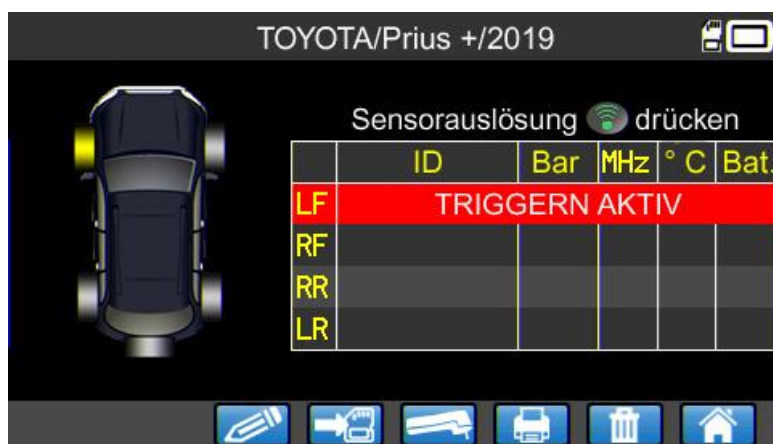 TOYOTA/Prius +/2019
Sensorauslösung drücken
ID Bar MHz °C Bat.
LF TRIGGERN AKTIV
RF
RR
LR